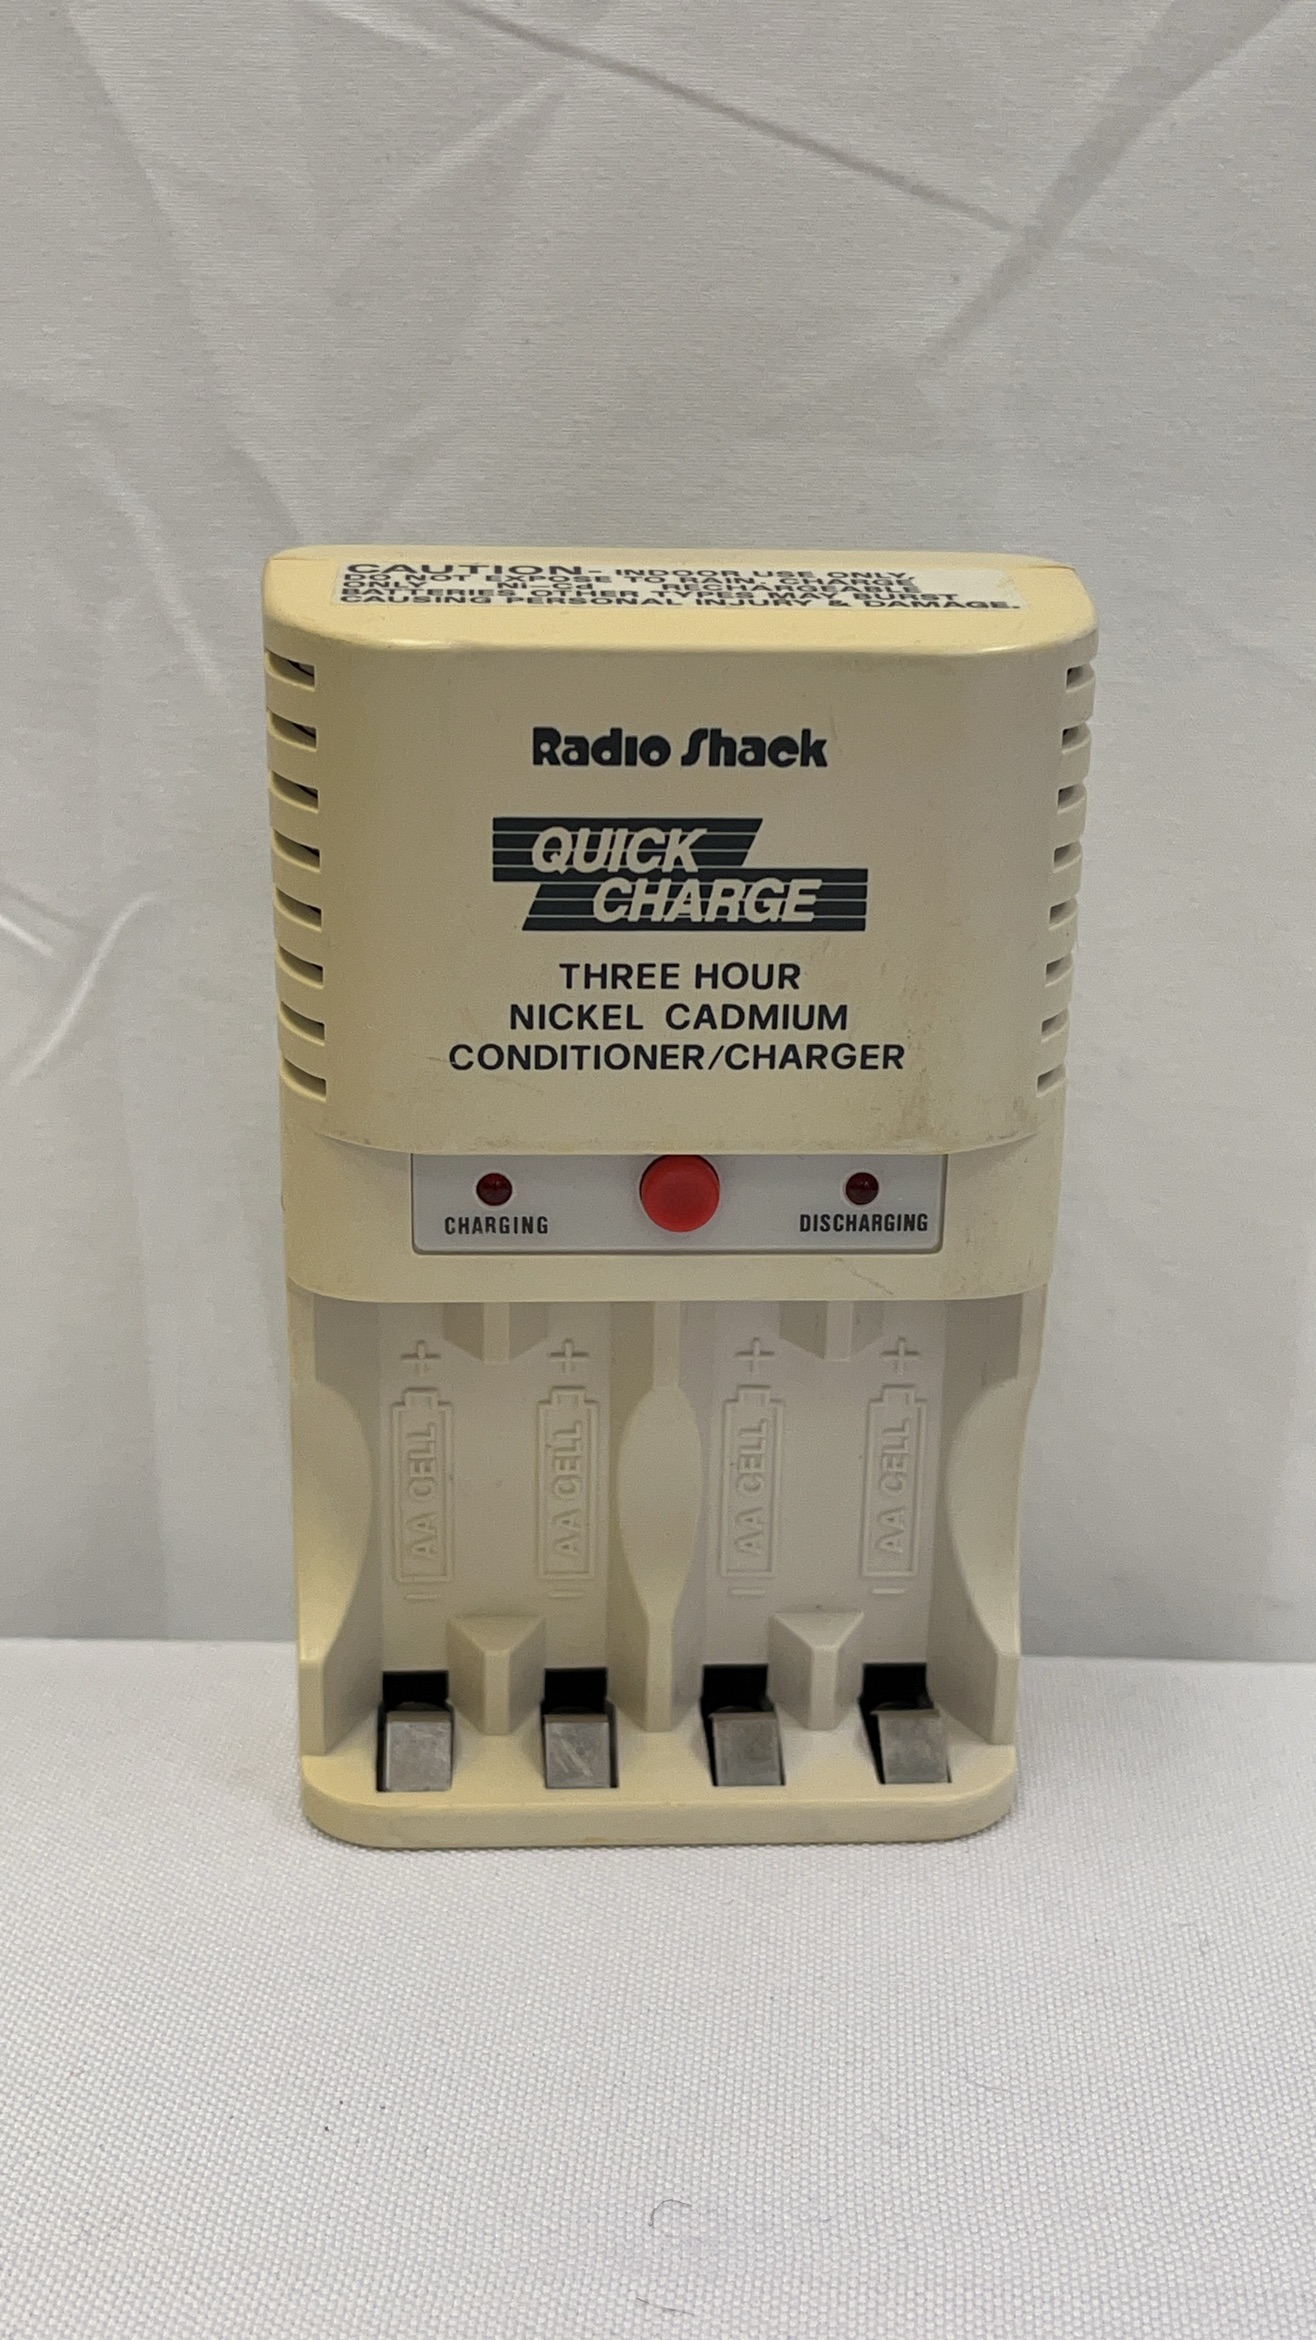 CAUTION- INDOOR USE ONLY
DO NOT EXPOSE TO RAIN. CHARGE
ONLY Ni-Cd RECHARGEABLE
BATTERIES. OTHER TYPES MAY BURST
CAUSING PERSONAL INJURY & DAMAGE.
Radio Shack
QUICK
CHARGE
THREE HOUR
NICKEL CADMIUM
CONDITIONER/CHARGER
CHARGING DISCHARGING
+ + + +
AA CELL AA CELL AA CELL AA CELL
- - - -